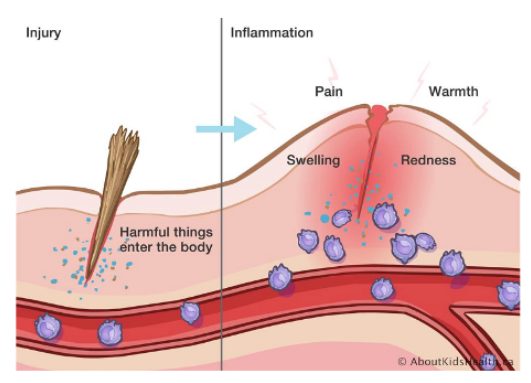 Injury
Inflammation
Pain
Warmth
Swelling
Redness
Harmful things
enter the body
© AboutKidsHealth.ca